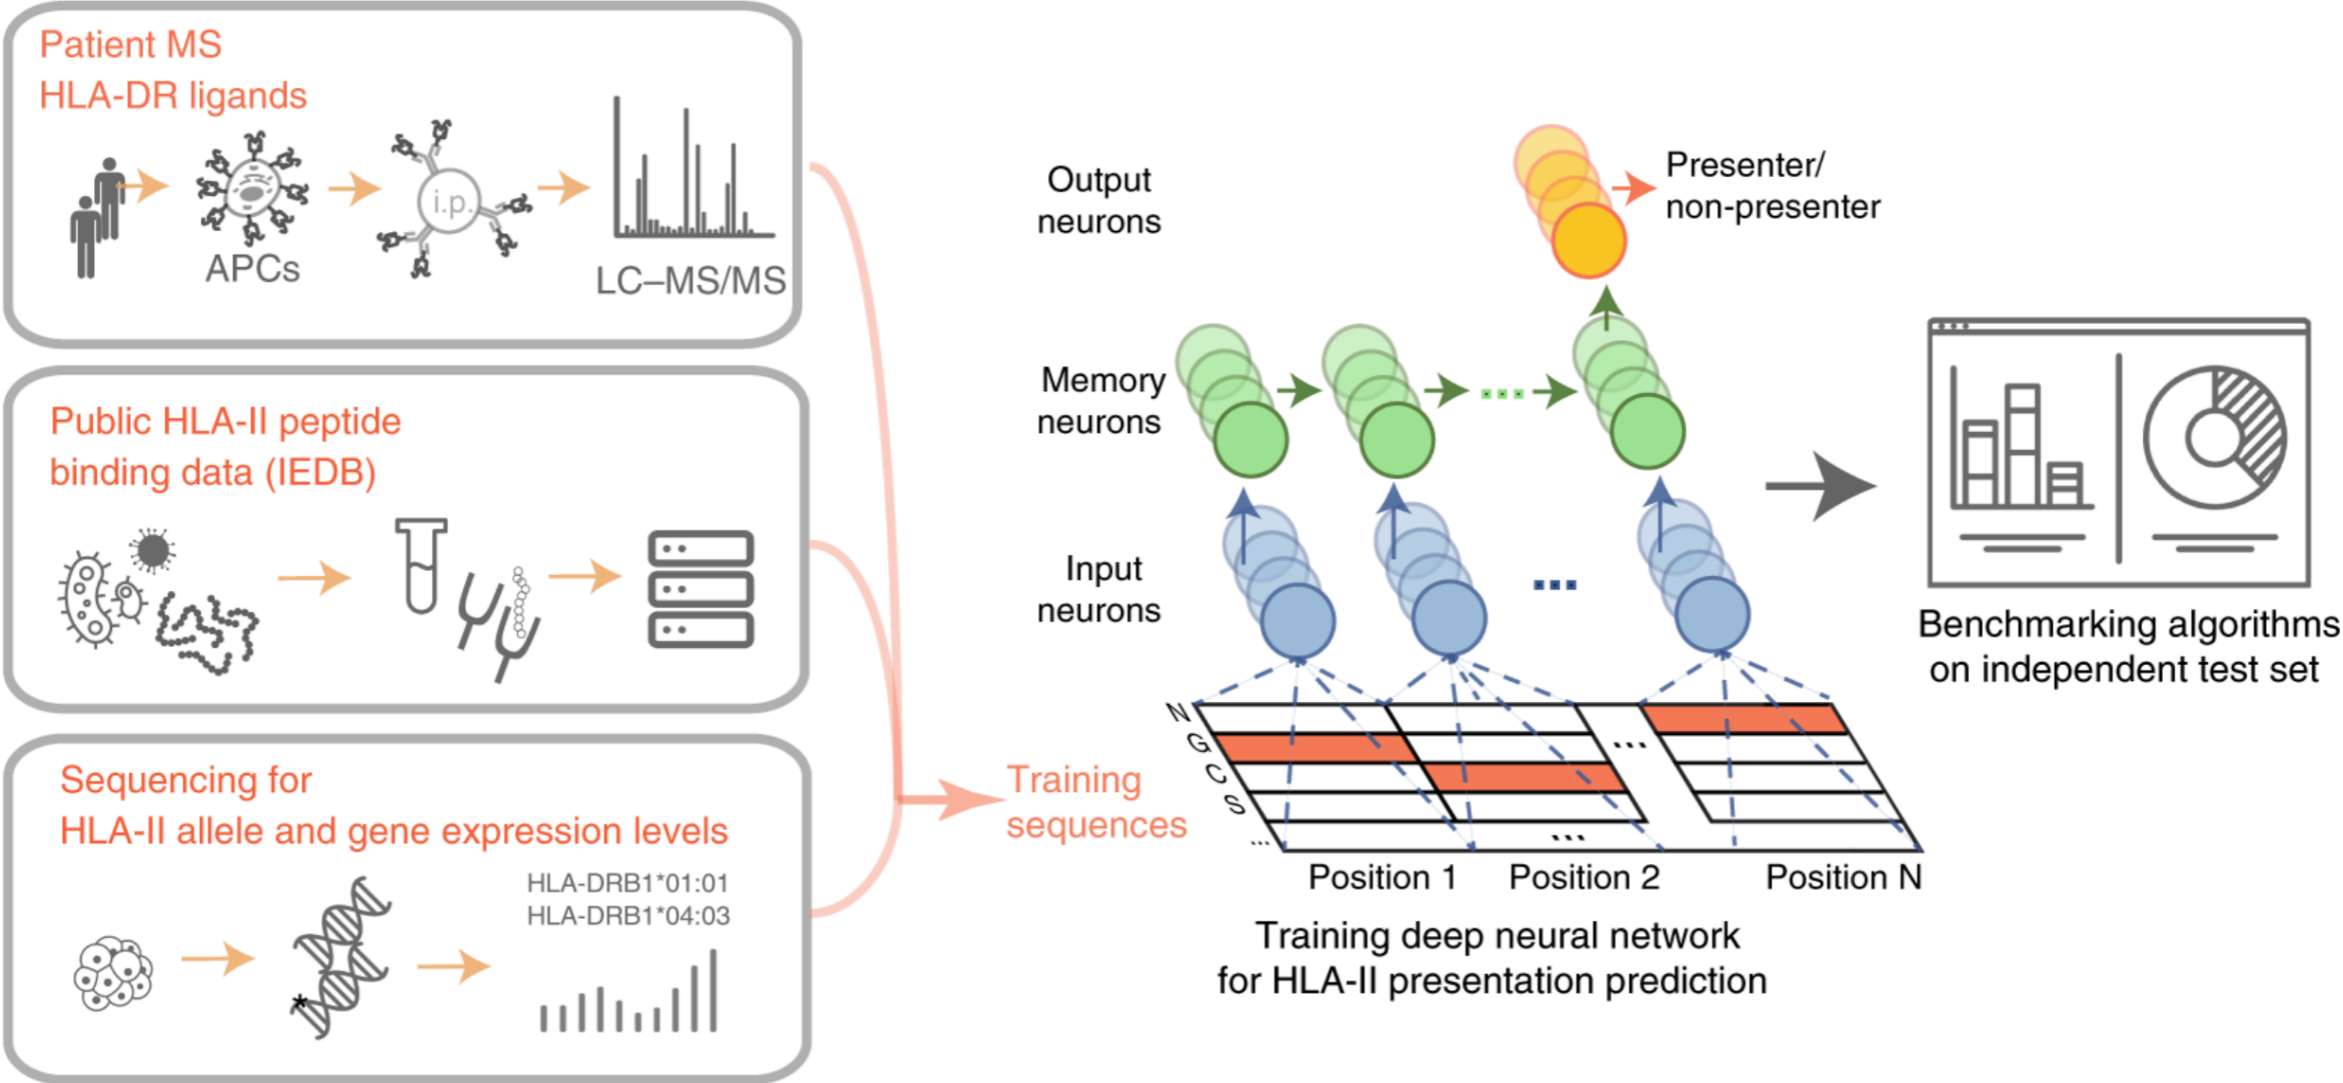 Patient MS
HLA-DR ligands
APCs
i.p.
LC–MS/MS
Public HLA-II peptide
binding data (IEDB)
Sequencing for
HLA-II allele and gene expression levels
HLA-DRB1*01:01
HLA-DRB1*04:03
*
Training
sequences
Output
neurons
Presenter/
non-presenter
Memory
neurons
Input
neurons
...
N
G
C
S
...
...
...
Position 1
Position 2
Position N
Training deep neural network
for HLA-II presentation prediction
Benchmarking algorithms
on independent test set